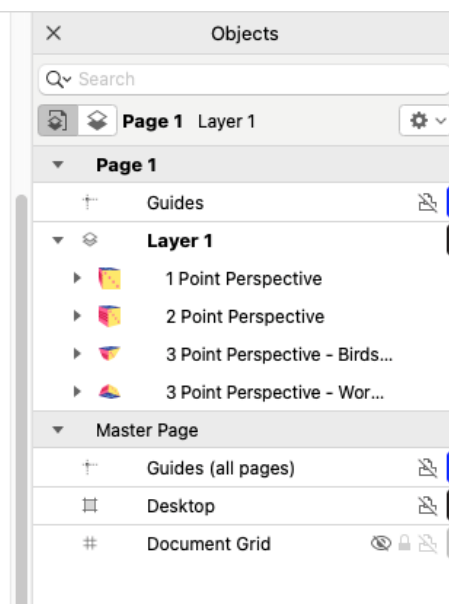 Objects
Search
Page 1 Layer 1
Page 1
Guides
Layer 1
1 Point Perspective
2 Point Perspective
3 Point Perspective - Birds...
3 Point Perspective - Wor...
Master Page
Guides (all pages)
Desktop
Document Grid